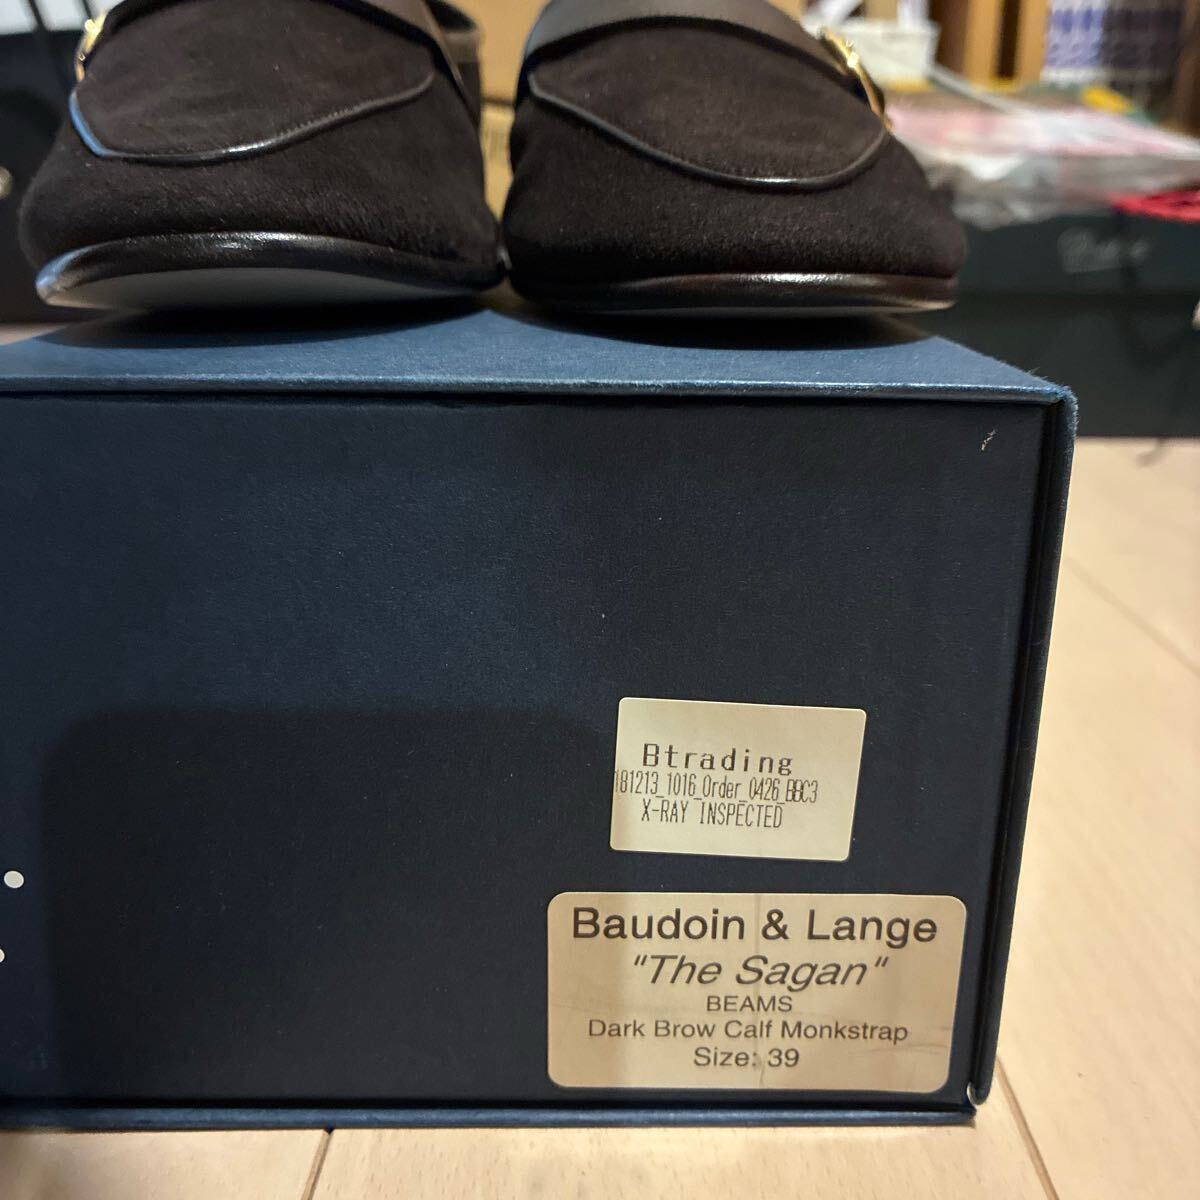 Btrading
181213_1016_Order_0426_BBC3
X-RAY INSPECTED
Baudoin & Lange
"The Sagan"
BEAMS
Dark Brow Calf Monkstrap
Size: 39